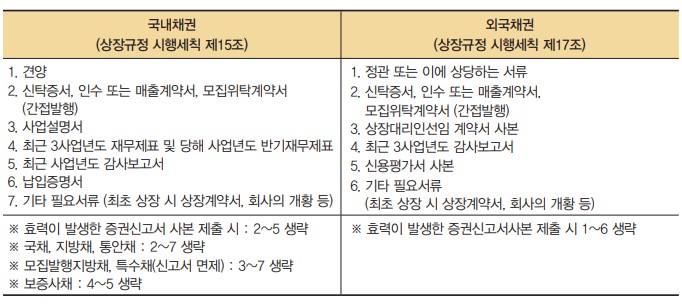 국내채권
(상장규정 시행세칙 제15조)
외국채권
(상장규정 시행세칙 제17조)
1. 견양
2. 신탁증서, 인수 또는 매출계약서, 모집위탁계약서
(간접발행)
3. 사업설명서
4. 최근 3사업년도 재무제표 및 당해 사업년도 반기재무제표
5. 최근 사업년도 감사보고서
6. 납입증명서
7. 기타 필요서류 (최초 상장 시 상장계약서, 회사의 개황 등)
1. 정관 또는 이에 상당하는 서류
2. 신탁증서, 인수 또는 매출계약서,
모집위탁계약서 (간접발행)
3. 상장대리인선임 계약서 사본
4. 최근 3사업년도 감사보고서
5. 신용평가서 사본
6. 기타 필요서류
(최초 상장 시 상장계약서, 회사의 개황 등)
※ 효력이 발생한 증권신고서 사본 제출 시 : 2~5 생략
※ 국채, 지방채, 통안채 : 2~7 생략
※ 모집발행지방채, 특수채(신고서 면제) : 3~7 생략
※ 보증사채 : 4~5 생략
※ 효력이 발생한 증권신고서사본 제출 시 1~6 생략